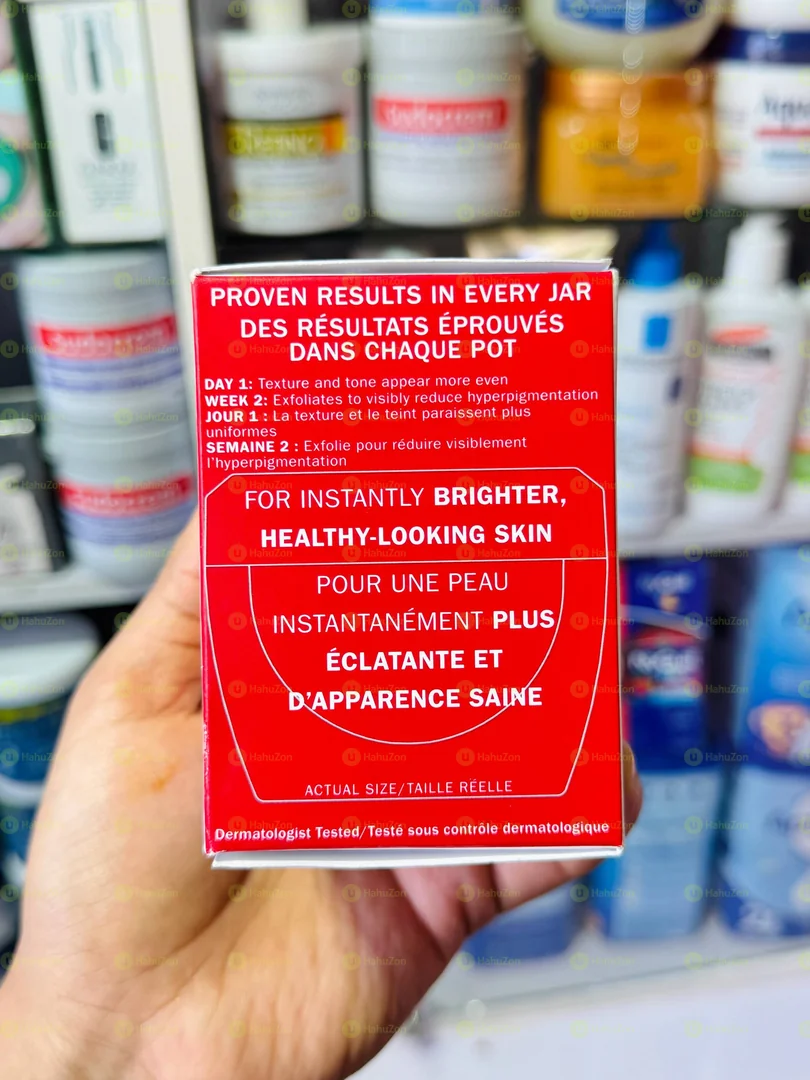 PROVEN RESULTS IN EVERY JAR
DES RÉSULTATS ÉPROUVÉS
DANS CHAQUE POT
DAY 1: Texture and tone appear more even
WEEK 2: Exfoliates to visibly reduce hyperpigmentation
JOUR 1 : La texture et le teint paraissent plus
uniformes
SEMAINE 2 : Exfolie pour réduire visiblement
l'hyperpigmentation
FOR INSTANTLY BRIGHTER,
HEALTHY-LOOKING SKIN
POUR UNE PEAU
INSTANTANÉMENT PLUS
ÉCLATANTE ET
D'APPARENCE SAINE
ACTUAL SIZE/TAILLE RÉELLE
Dermatologist Tested/Testé sous contrôle dermatologique
HahuZon